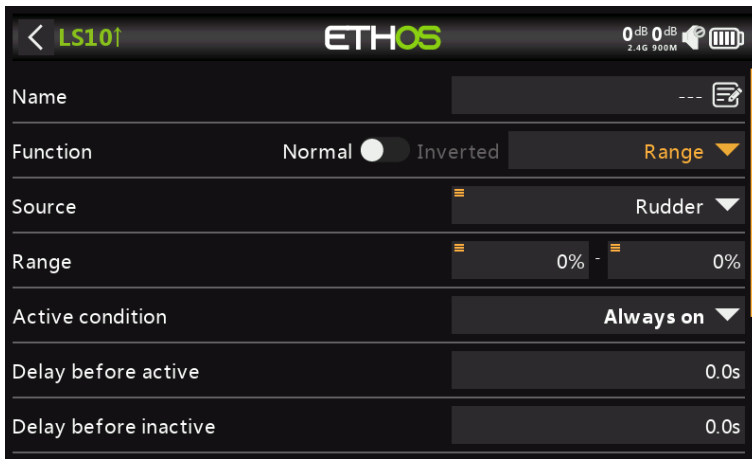 LS10↑ ETHOS 0dB 0dB
2.4G 900M
Name ---
Function Normal Inverted Range
Source Rudder
Range 0% - 0%
Active condition Always on
Delay before active 0.0s
Delay before inactive 0.0s